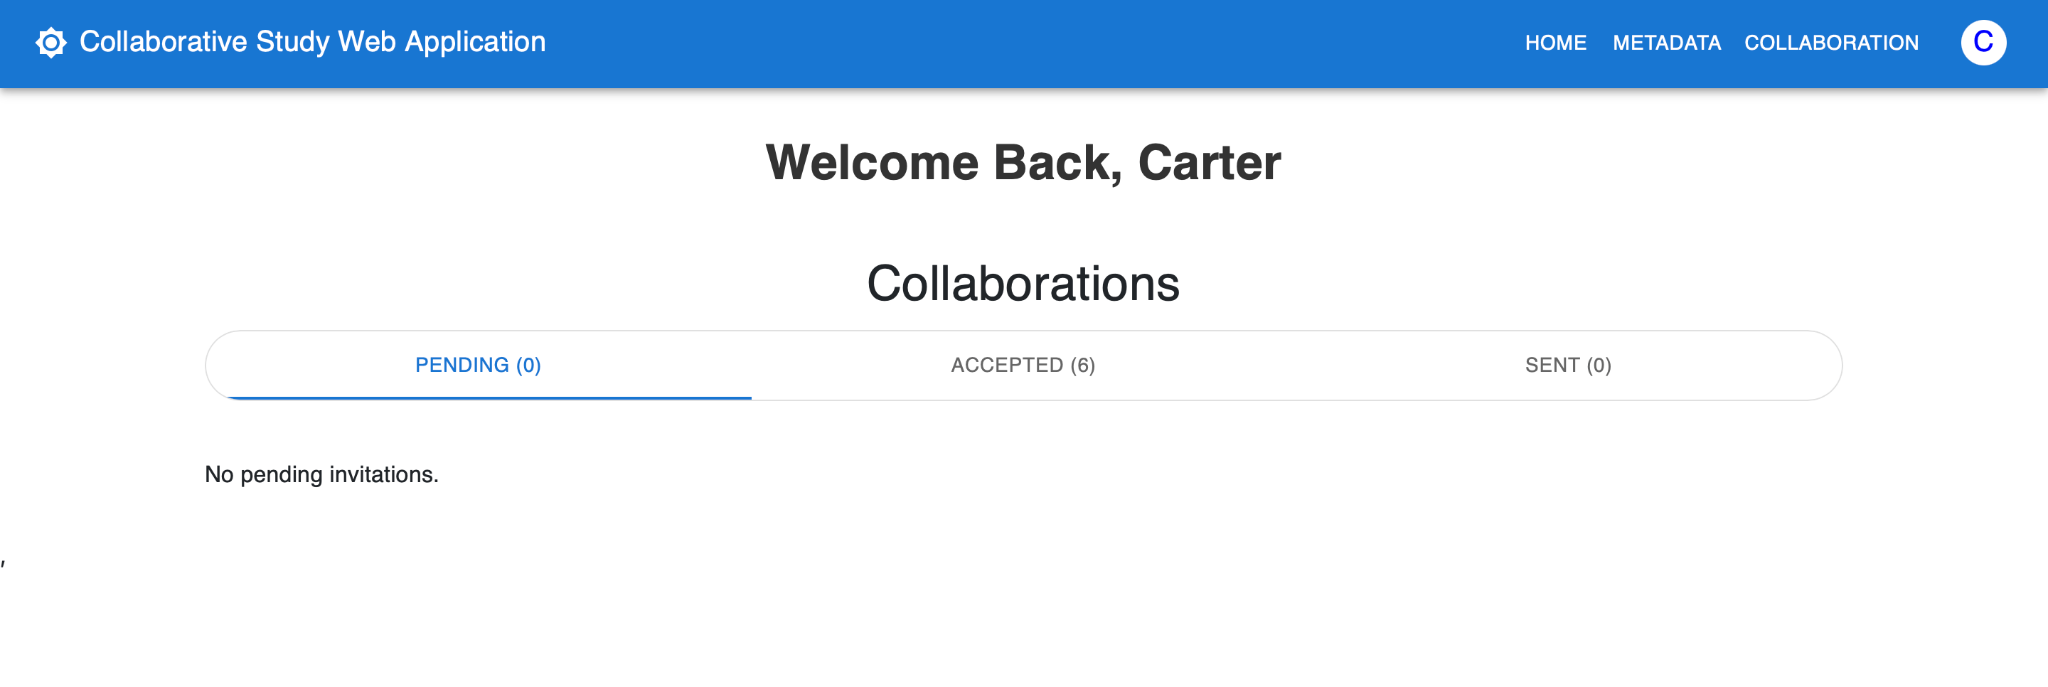 Collaborative Study Web Application HOME METADATA COLLABORATION C
Welcome Back, Carter
Collaborations
PENDING (0) ACCEPTED (6) SENT (0)
No pending invitations.
,